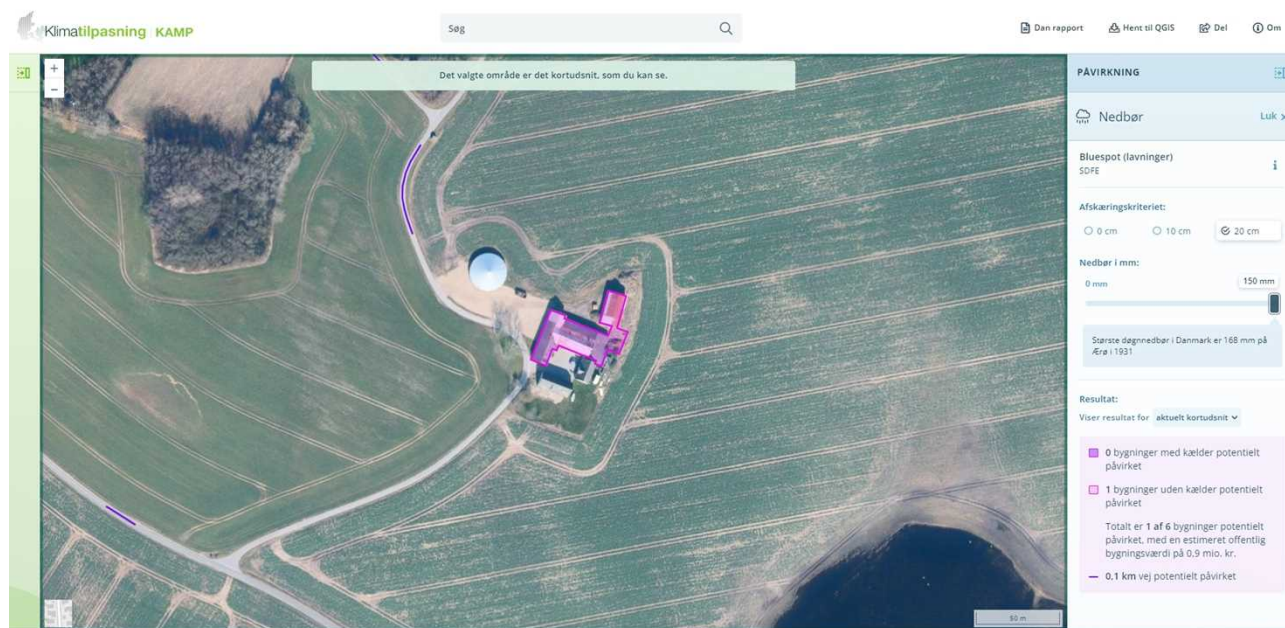 Klimatilpasning KAMP
Søg
Dan rapport
Hent til QGIS
Del
Om
Det valgte område er det kortudsnit, som du kan se.
+
–
PÅVIRKNING
Nedbør
Luk
Bluespot (lavninger)
SDFE
Afskæringskriteriet:
0 cm
10 cm
20 cm
Nedbør i mm:
0 mm
150 mm
Største døgnnedbør i Danmark er 168 mm på
Ærø i 1931
Resultat:
Viser resultat for aktuelt kortudsnit
0 bygninger med kælder potentielt
påvirket
1 bygninger uden kælder potentielt
påvirket
Totalt er 1 af 6 bygninger potentielt
påvirket, med en estimeret offentlig
bygningsværdi på 0,9 mio. kr.
0,1 km vej potentielt påvirket
50 m